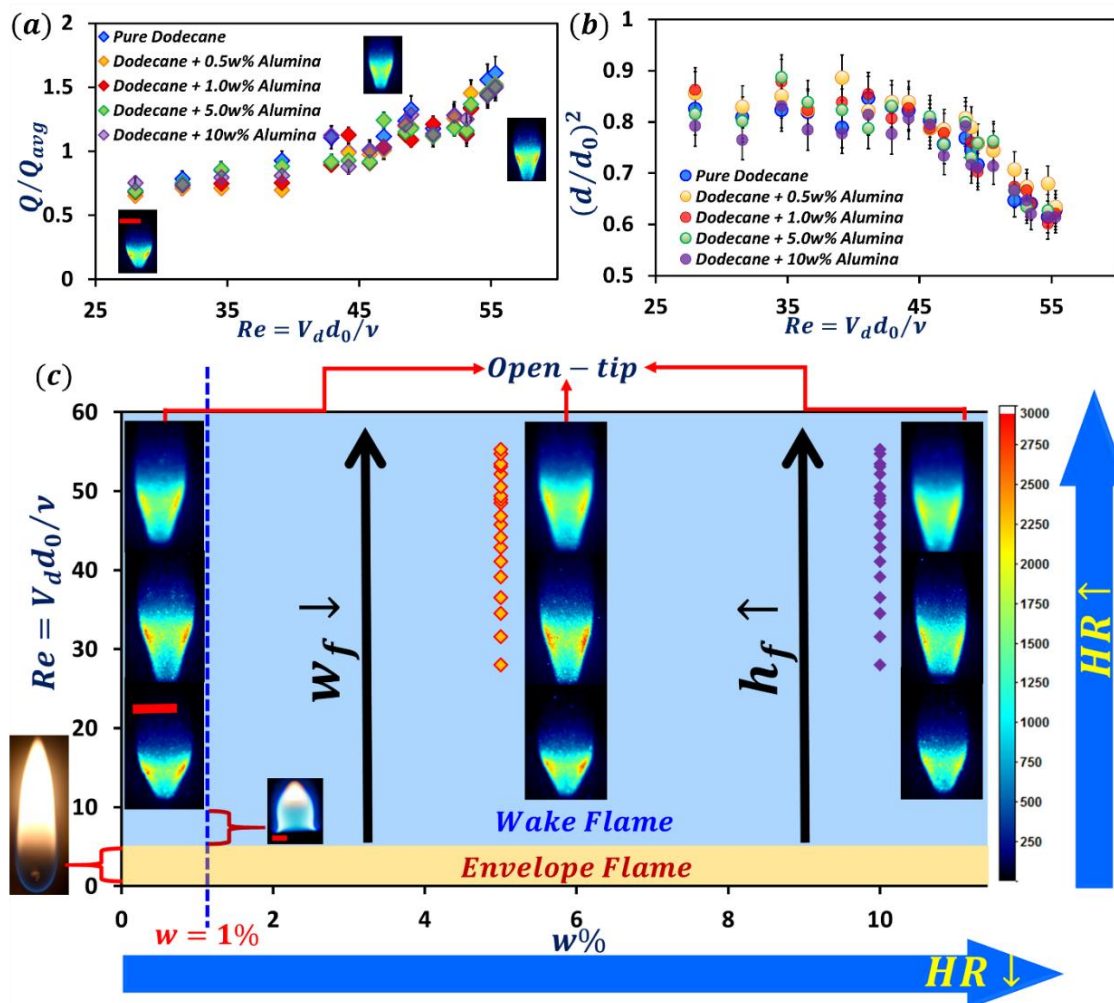 (a)
2
1.5
1
0.5
0
Q/Q_avg
Pure Dodecane
Dodecane + 0.5w% Alumina
Dodecane + 1.0w% Alumina
Dodecane + 5.0w% Alumina
Dodecane + 10w% Alumina
25 35 45 55
Re = V_d d_0/ν
(b)
1
0.9
0.8
0.7
0.6
0.5
(d/d_0)^2
Pure Dodecane
Dodecane + 0.5w% Alumina
Dodecane + 1.0w% Alumina
Dodecane + 5.0w% Alumina
Dodecane + 10w% Alumina
25 35 45 55
Re = V_d d_0/ν
(c)
Open − tip
60
50
40
30
20
10
0
Re = V_d d_0/ν
w_f ↓
h_f ↑
Wake Flame
Envelope Flame
3000
2750
2500
2250
2000
1750
1500
1250
1000
750
500
250
0
HR ↑
0 2 4 6 8 10
w = 1%
w%
HR ↓